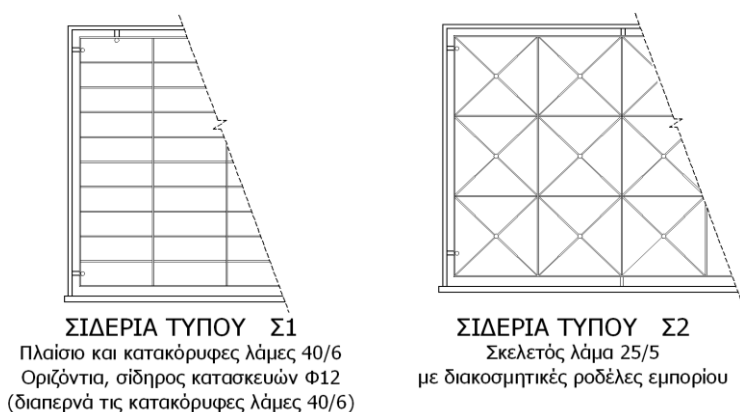 ΣΙΔΕΡΙΑ ΤΥΠΟΥ Σ1
Πλαίσιο και κατακόρυφες λάμες 40/6
Οριζόντια, σίδηρος κατασκευών Φ12
(διαπερνά τις κατακόρυφες λάμες 40/6)
ΣΙΔΕΡΙΑ ΤΥΠΟΥ Σ2
Σκελετός λάμα 25/5
με διακοσμητικές ροδέλες εμπορίου